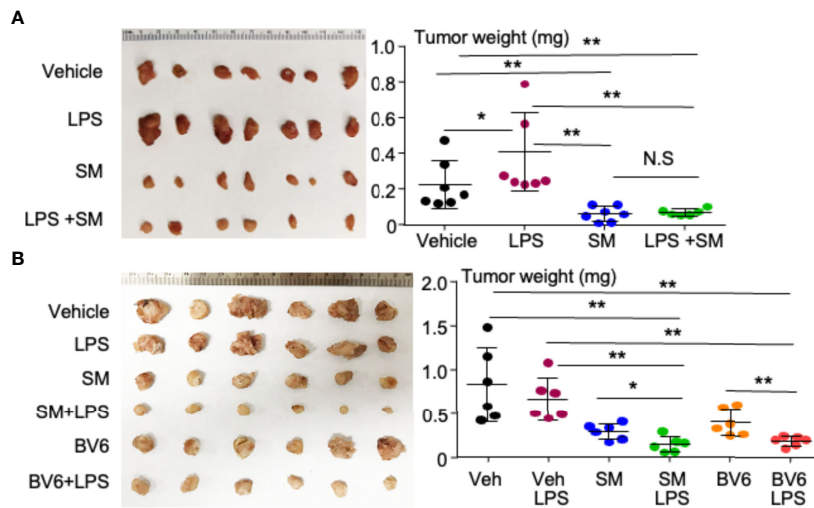 A
Tumor weight (mg)
**
**
**
*
**
N.S
1.0
0.8
0.6
0.4
0.2
0
Vehicle
LPS
SM
LPS +SM
Vehicle LPS SM LPS +SM
B
Tumor weight (mg)
**
**
**
**
*
**
2.0
1.5
1.0
0.5
0
Vehicle
LPS
SM
SM+LPS
BV6
BV6+LPS
Veh Veh SM SM BV6 BV6
LPS LPS LPS